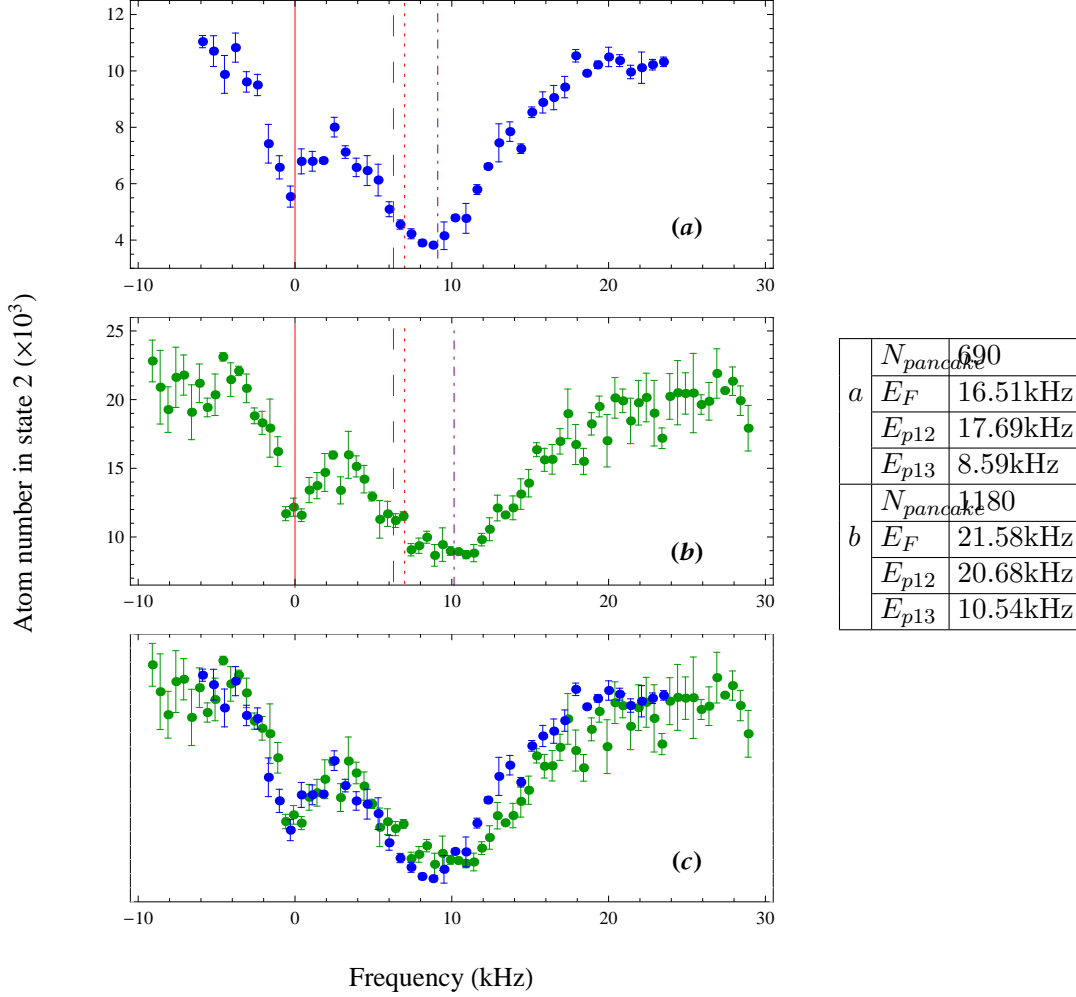 12
10
8
6
4
(a)
−10 0 10 20 30
25
20
15
10
(b)
−10 0 10 20 30
(c)
−10 0 10 20 30
Atom number in state 2 (×10³)
Frequency (kHz)
a
N_pancake 690
E_F 16.51kHz
E_p12 17.69kHz
E_p13 8.59kHz
b
N_pancake 1180
E_F 21.58kHz
E_p12 20.68kHz
E_p13 10.54kHz